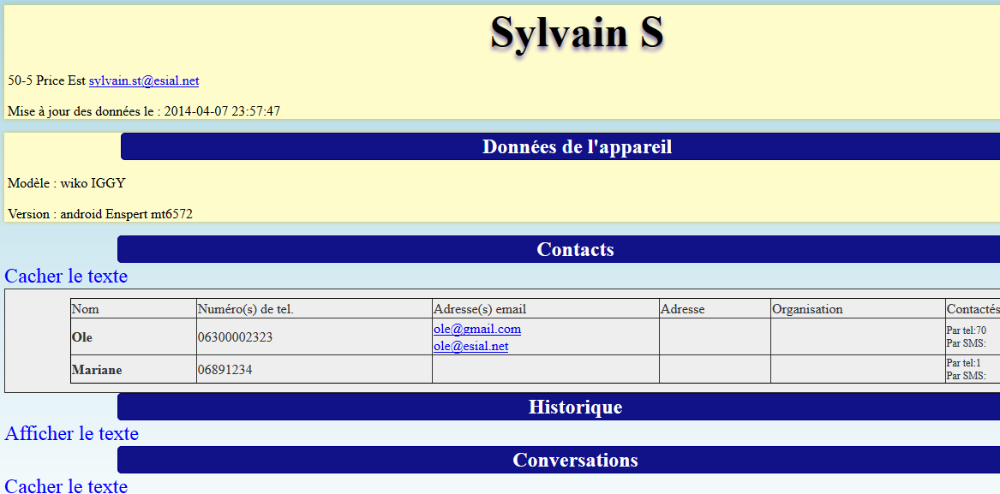 Sylvain S
50-5 Price Est sylvain.st@esial.net
Mise à jour des données le : 2014-04-07 23:57:47
Données de l'appareil
Modèle : wiko IGGY
Version : android Enspert mt6572
Contacts
Cacher le texte
Nom Numéro(s) de tel. Adresse(s) email Adresse Organisation Contactés
Ole 06300002323 ole@gmail.com Par tel:70
ole@esial.net Par SMS:
Mariane 06891234 Par tel:1
Par SMS:
Historique
Afficher le texte
Conversations
Cacher le texte